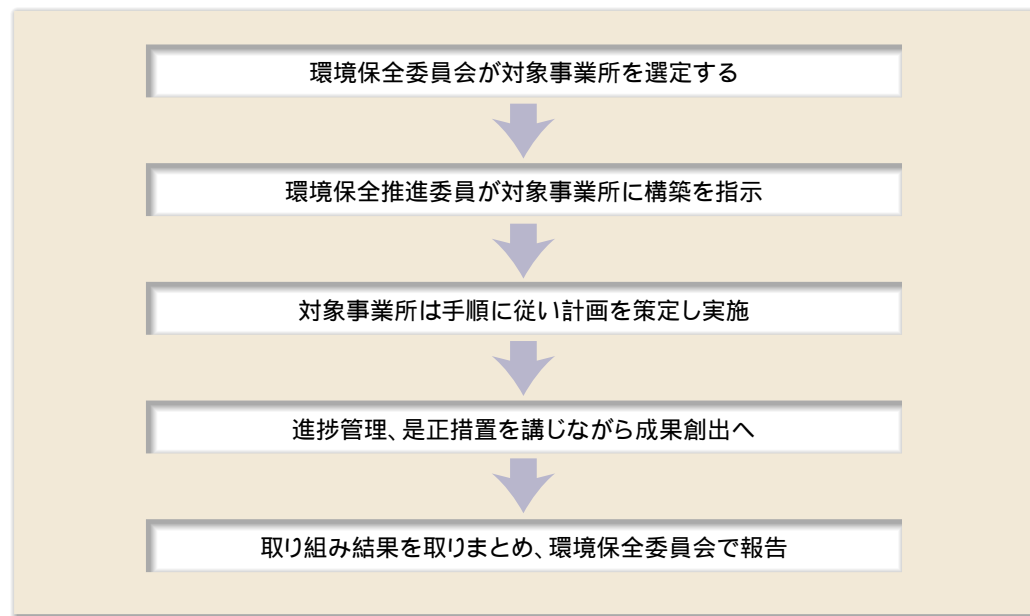 環境保全委員会が対象事業所を選定する
環境保全推進委員が対象事業所に構築を指示
対象事業所は手順に従い計画を策定し実施
進捗管理、是正措置を講じながら成果創出へ
取り組み結果を取りまとめ、環境保全委員会で報告